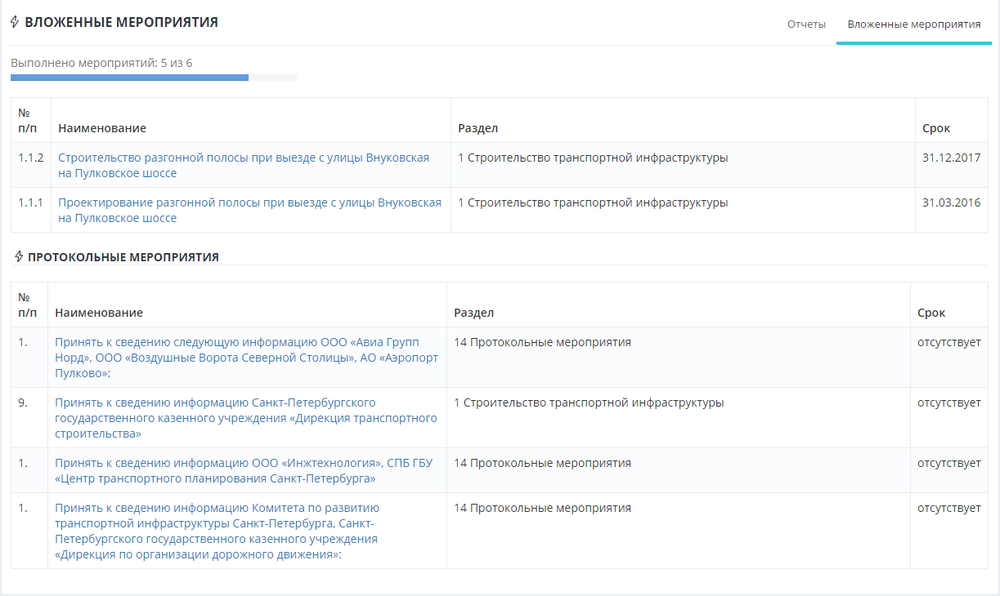 ВЛОЖЕННЫЕ МЕРОПРИЯТИЯ
Отчеты
Вложенные мероприятия
Выполнено мероприятий: 5 из 6
№
п/п
Наименование
Раздел
Срок
1.1.2
Строительство разгонной полосы при выезде с улицы Внуковская
на Пулковское шоссе
1 Строительство транспортной инфраструктуры
31.12.2017
1.1.1
Проектирование разгонной полосы при выезде с улицы Внуковская
на Пулковское шоссе
1 Строительство транспортной инфраструктуры
31.03.2016
ПРОТОКОЛЬНЫЕ МЕРОПРИЯТИЯ
№
п/п
Наименование
Раздел
Срок
1.
Принять к сведению следующую информацию ООО «Авиа Групп
Норд», ООО «Воздушные Ворота Северной Столицы», АО «Аэропорт
Пулково»:
14 Протокольные мероприятия
отсутствует
9.
Принять к сведению информацию Санкт-Петербургского
государственного казенного учреждения «Дирекция транспортного
строительства»
1 Строительство транспортной инфраструктуры
отсутствует
1.
Принять к сведению информацию ООО «Инжтехнология», СПБ ГБУ
«Центр транспортного планирования Санкт-Петербурга»
14 Протокольные мероприятия
отсутствует
1.
Принять к сведению информацию Комитета по развитию
транспортной инфраструктуры Санкт-Петербурга, Санкт-
Петербургского государственного казенного учреждения
«Дирекция по организации дорожного движения»:
14 Протокольные мероприятия
отсутствует